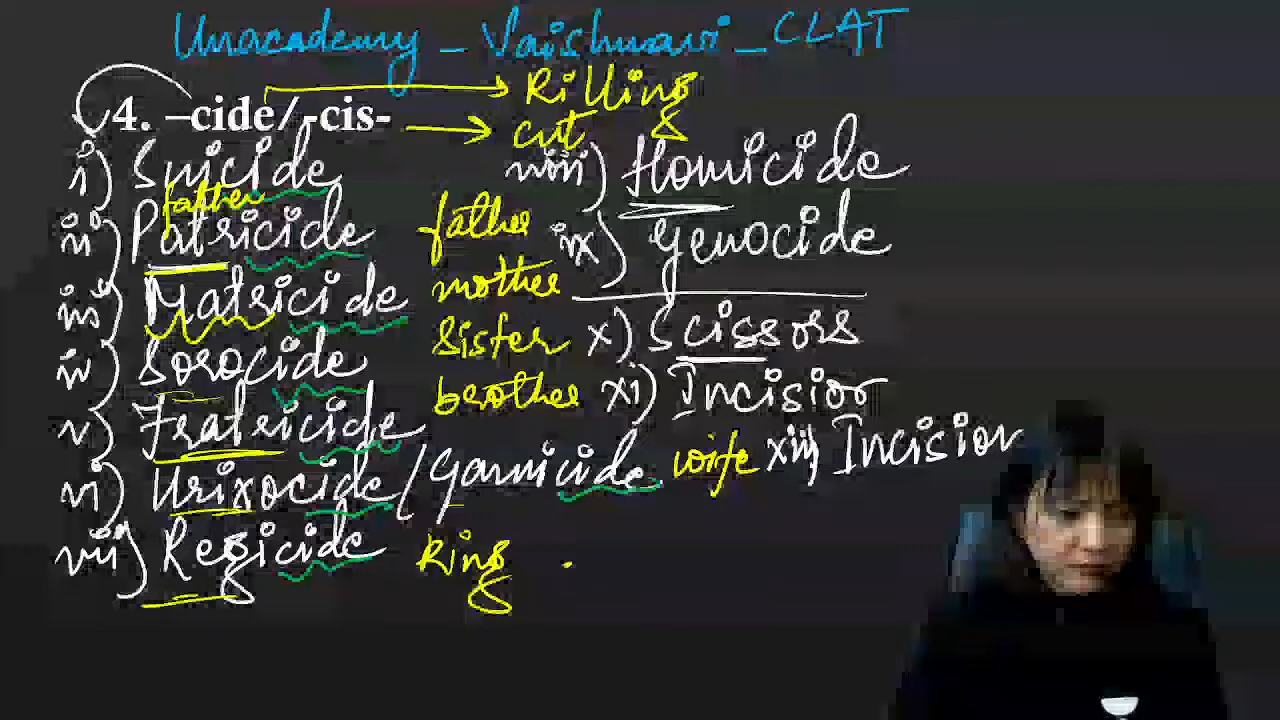 Unacademy _ Vaishnavi _ CLAT
4. –cide/ -cis-
Killing
cut
i) Suicide
father
ii) Patricide father
iii) Matricide mother
iv) Sorocide sister
v) Fratricide brother
vi) Urixocide / Gamicide wife
vii) Regicide King
viii) Homicide
ix) Genocide
x) Scissors
xi) Incisior
xii) Incision